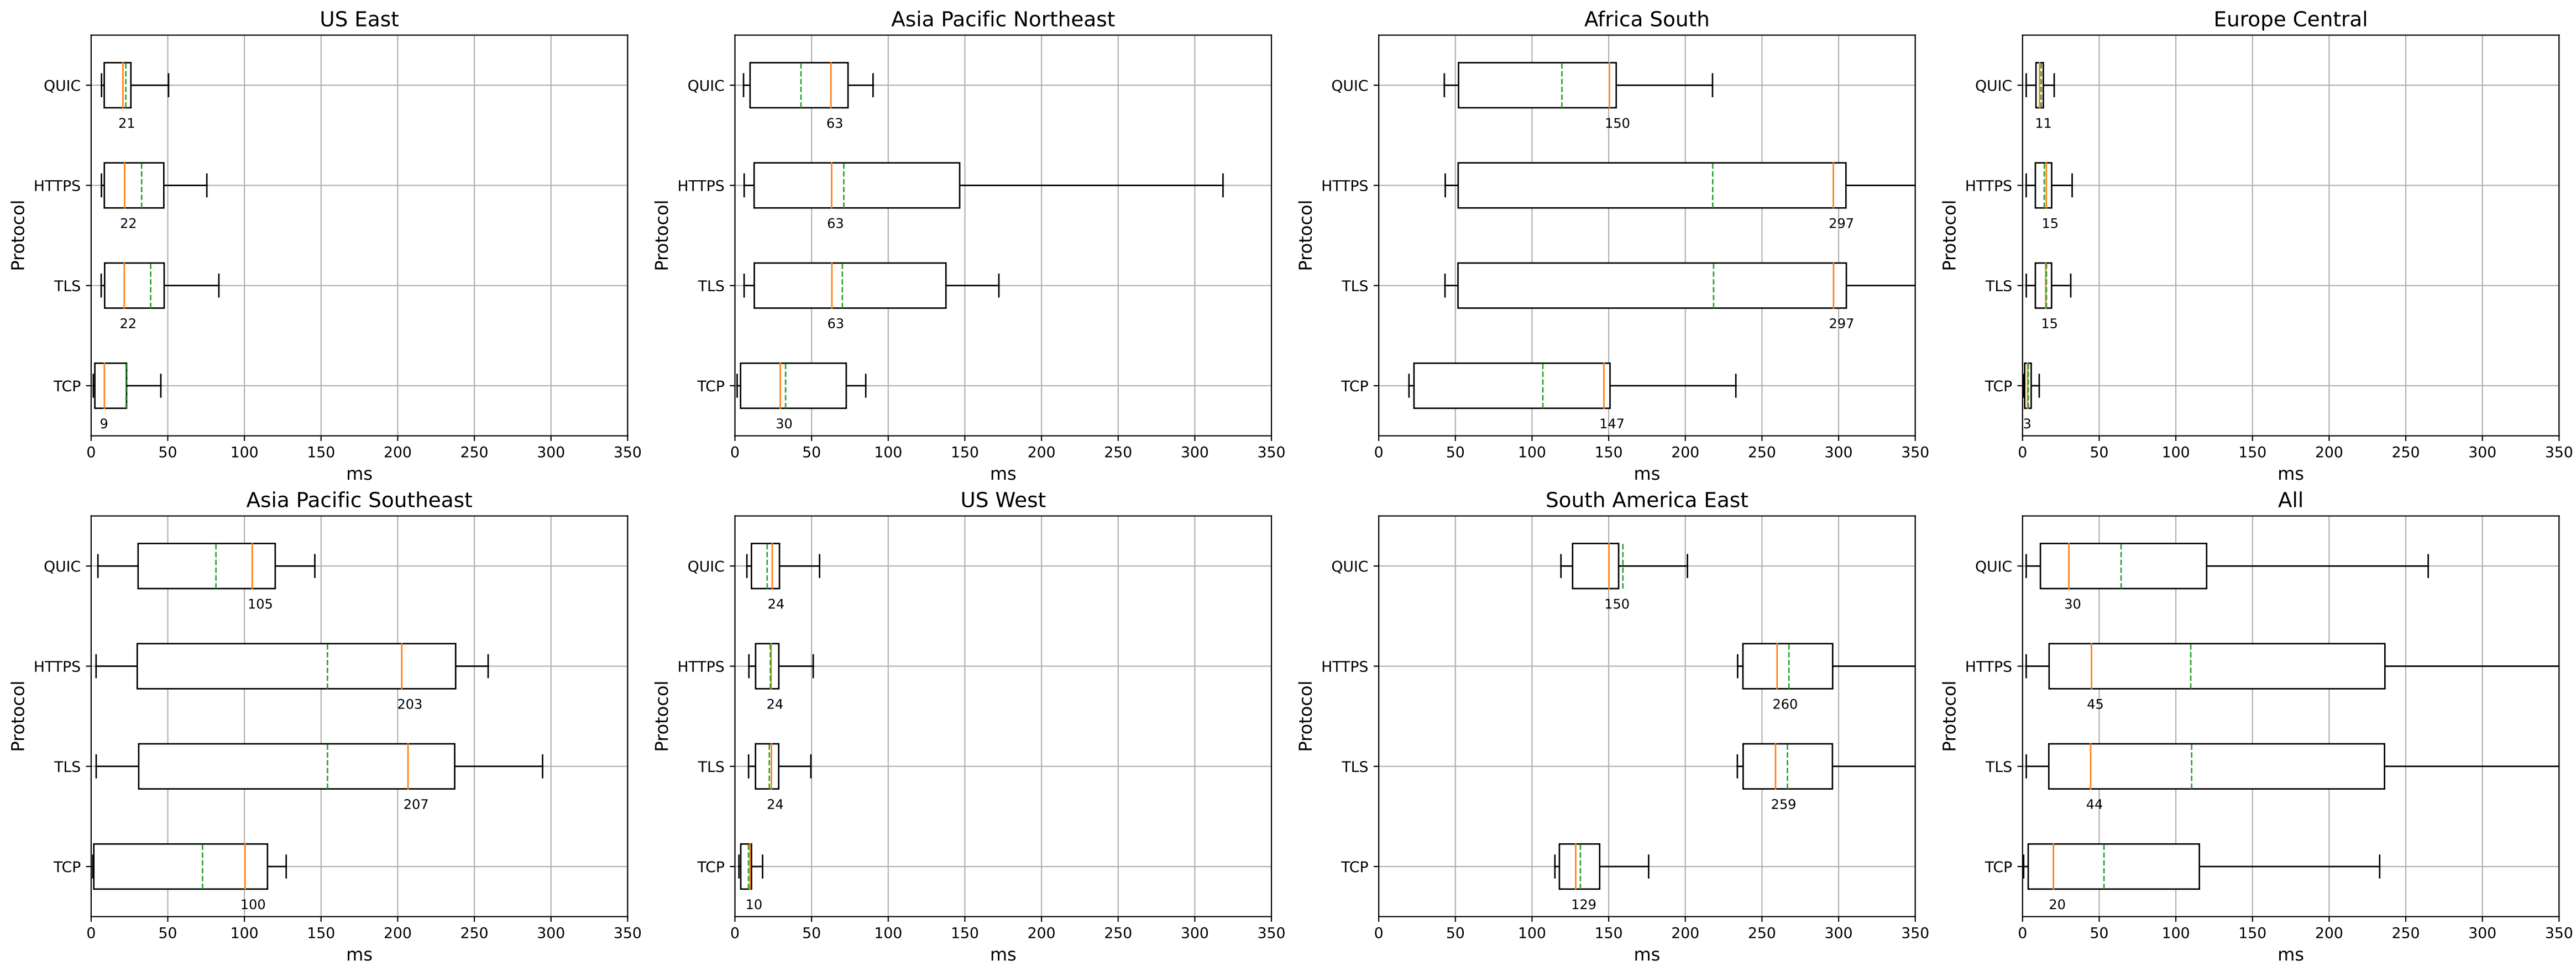 US East
Protocol
QUIC
21
HTTPS
22
TLS
22
TCP
9
0 50 100 150 200 250 300 350
ms
Asia Pacific Northeast
Protocol
QUIC
63
HTTPS
63
TLS
63
TCP
30
0 50 100 150 200 250 300 350
ms
Africa South
Protocol
QUIC
150
HTTPS
297
TLS
297
TCP
147
0 50 100 150 200 250 300 350
ms
Europe Central
Protocol
QUIC
11
HTTPS
15
TLS
15
TCP
3
0 50 100 150 200 250 300 350
ms
Asia Pacific Southeast
Protocol
QUIC
105
HTTPS
203
TLS
207
TCP
100
0 50 100 150 200 250 300 350
ms
US West
Protocol
QUIC
24
HTTPS
24
TLS
24
TCP
10
0 50 100 150 200 250 300 350
ms
South America East
Protocol
QUIC
150
HTTPS
260
TLS
259
TCP
129
0 50 100 150 200 250 300 350
ms
All
Protocol
QUIC
30
HTTPS
45
TLS
44
TCP
20
0 50 100 150 200 250 300 350
ms